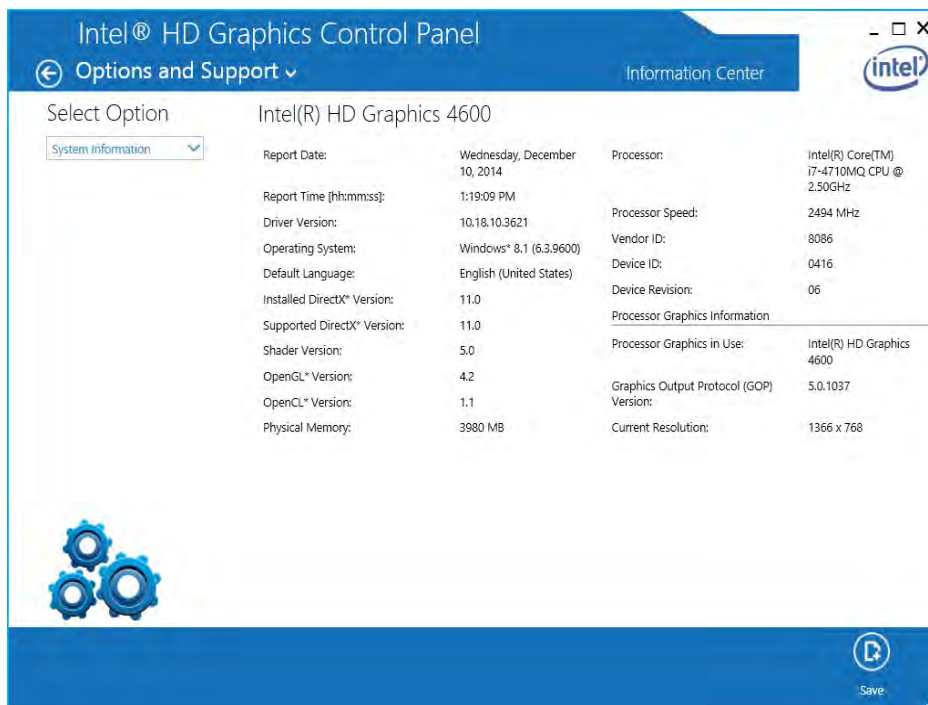 Intel® HD Graphics Control Panel
Options and Support
Information Center
intel
Select Option
System Information
Intel(R) HD Graphics 4600
Report Date: Wednesday, December
10, 2014
Report Time [hh:mm:ss]: 1:19:09 PM
Driver Version: 10.18.10.3621
Operating System: Windows* 8.1 (6.3.9600)
Default Language: English (United States)
Installed DirectX* Version: 11.0
Supported DirectX* Version: 11.0
Shader Version: 5.0
OpenGL* Version: 4.2
OpenCL* Version: 1.1
Physical Memory: 3980 MB
Processor: Intel(R) Core(TM)
i7-4710MQ CPU @
2.50GHz
Processor Speed: 2494 MHz
Vendor ID: 8086
Device ID: 0416
Device Revision: 06
Processor Graphics Information
Processor Graphics in Use: Intel(R) HD Graphics
4600
Graphics Output Protocol (GOP) 5.0.1037
Version:
Current Resolution: 1366 x 768
Save